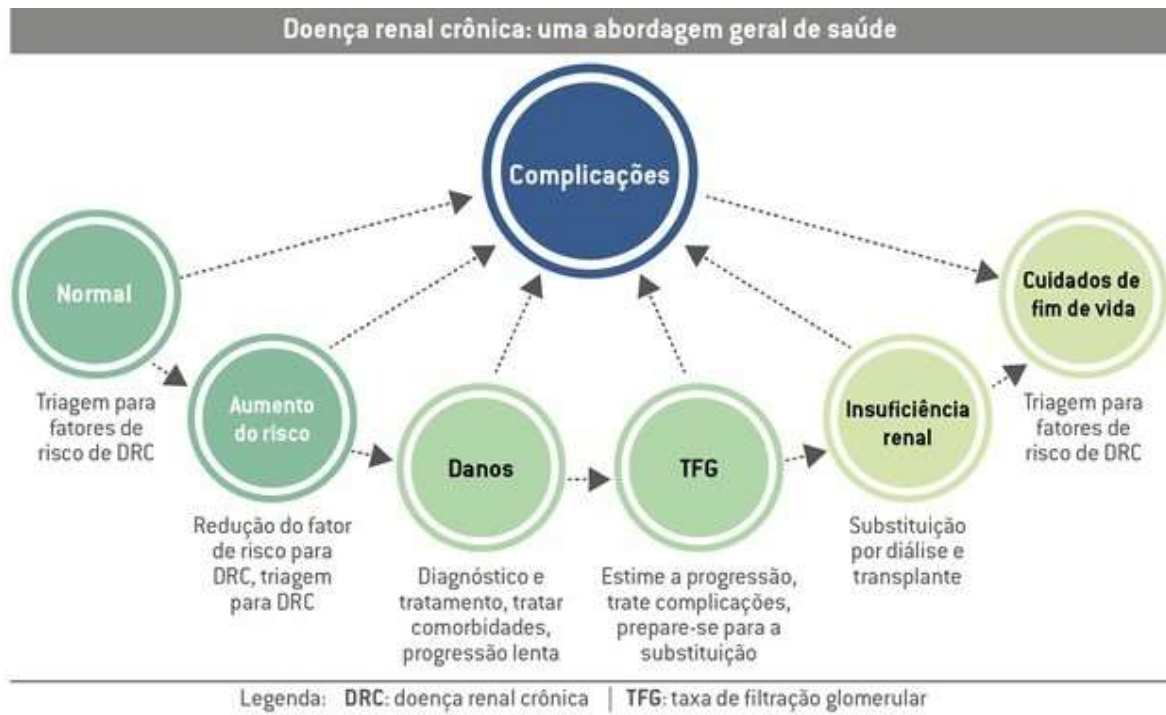 Doença renal crônica: uma abordagem geral de saúde
Complicações
Normal
Triagem para
fatores de
risco de DRC
Aumento
do risco
Redução do fator
de risco para
DRC, triagem
para DRC
Danos
Diagnóstico e
tratamento, tratar
comorbidades,
progressão lenta
TFG
Estime a progressão,
trate complicações,
prepare-se para a
substituição
Insuficiência
renal
Substituição
por diálise e
transplante
Cuidados de
fim de vida
Triagem para
fatores de
risco de DRC
Legenda: DRC: doença renal crônica | TFG: taxa de filtração glomerular